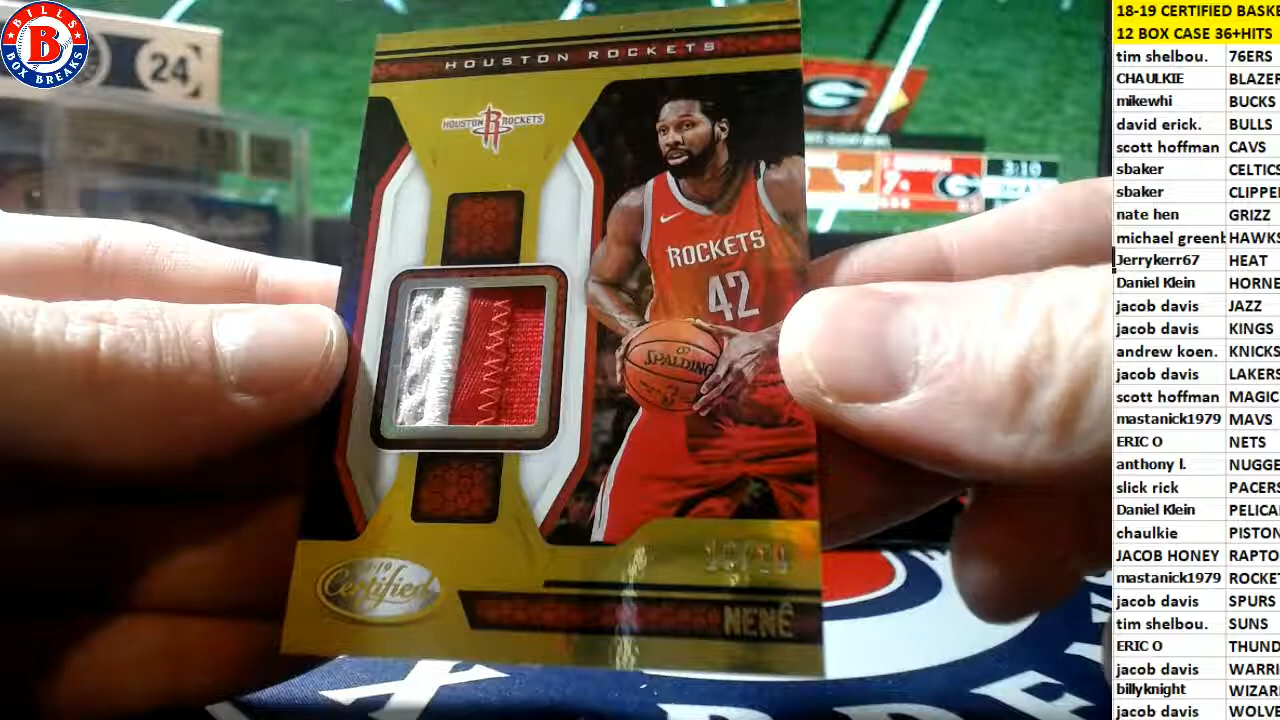 BILLS
B
BOX BREAKS
24
HOUSTON ROCKETS
HOUSTON ROCKETS
ROCKETS
42
SPALDING
Certified
NENÊ
G
18-19 CERTIFIED BASKE
12 BOX CASE 36+HITS
tim shelbou. 76ERS
CHAULKIE BLAZER
mikewhi BUCKS
david erick. BULLS
scott hoffman CAVS
sbaker CELTICS
sbaker CLIPPE
nate hen GRIZZ
michael greenb HAWKS
Jerrykerr67 HEAT
Daniel Klein HORNE
jacob davis JAZZ
jacob davis KINGS
andrew koen. KNICKS
jacob davis LAKERS
scott hoffman MAGIC
mastanick1979 MAVS
ERIC O NETS
anthony l. NUGGE
slick rick PACERS
Daniel Klein PELICA
chaulkie PISTON
JACOB HONEY RAPTO
mastanick1979 ROCKET
jacob davis SPURS
tim shelbou. SUNS
ERIC O THUND
jacob davis WARRI
billyknight WIZAR
jacob davis WOLVE